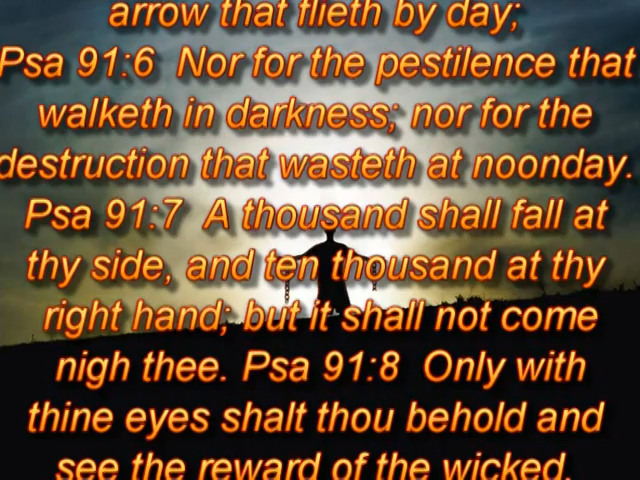 arrow that flieth by day;
Psa 91:6  Nor for the pestilence that
walketh in darkness; nor for the
destruction that wasteth at noonday.
Psa 91:7  A thousand shall fall at
thy side, and ten thousand at thy
right hand; but it shall not come
nigh thee. Psa 91:8  Only with
thine eyes shalt thou behold and
see the reward of the wicked.